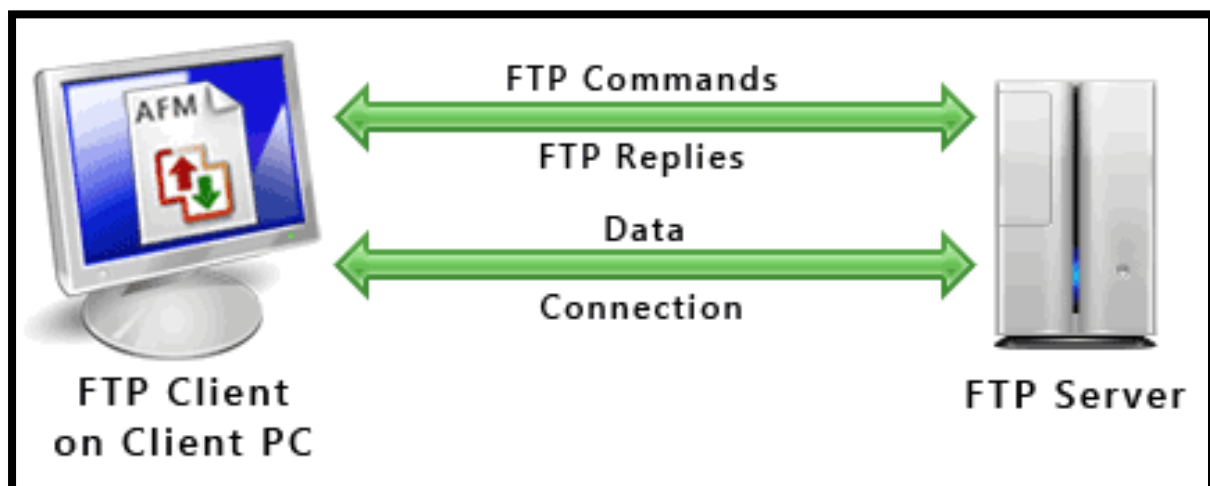 AFM
FTP Commands
FTP Replies
Data
Connection
FTP Client
on Client PC
FTP Server